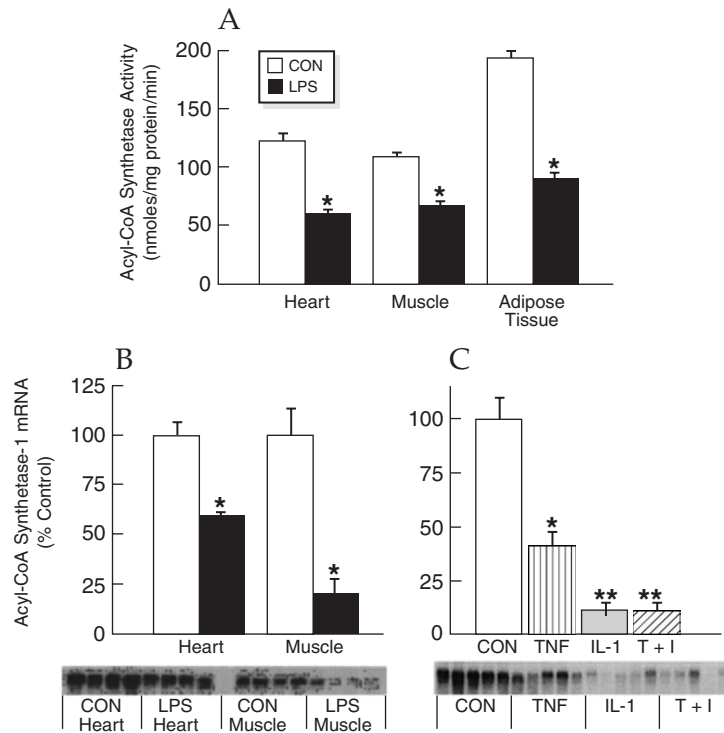 A
Acyl-CoA Synthetase Activity
(nmoles/mg protein/min)
200
150
100
50
0
CON
LPS
*
*
*
Heart
Muscle
Adipose
Tissue
B
Acyl-CoA Synthetase-1 mRNA
(% Control)
125
100
75
50
25
0
*
*
Heart
Muscle
CON
Heart
LPS
Heart
CON
Muscle
LPS
Muscle
C
100
75
50
25
0
*
**
**
CON
TNF
IL-1
T + I
CON
TNF
IL-1
T + I